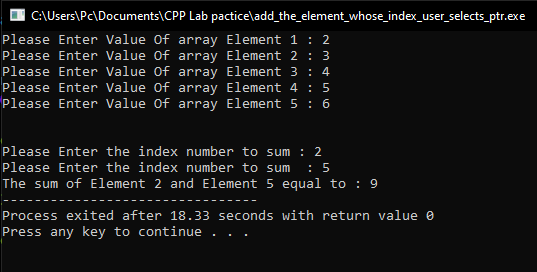 C:\Users\Pc\Documents\CPP Lab pactice\add_the_element_whose_index_user_selects_ptr.exe
Please Enter Value Of array Element 1 : 2
Please Enter Value Of array Element 2 : 3
Please Enter Value Of array Element 3 : 4
Please Enter Value Of array Element 4 : 5
Please Enter Value Of array Element 5 : 6
Please Enter the index number to sum : 2
Please Enter the index number to sum  : 5
The sum of Element 2 and Element 5 equal to : 9
--------------------------------
Process exited after 18.33 seconds with return value 0
Press any key to continue . . .